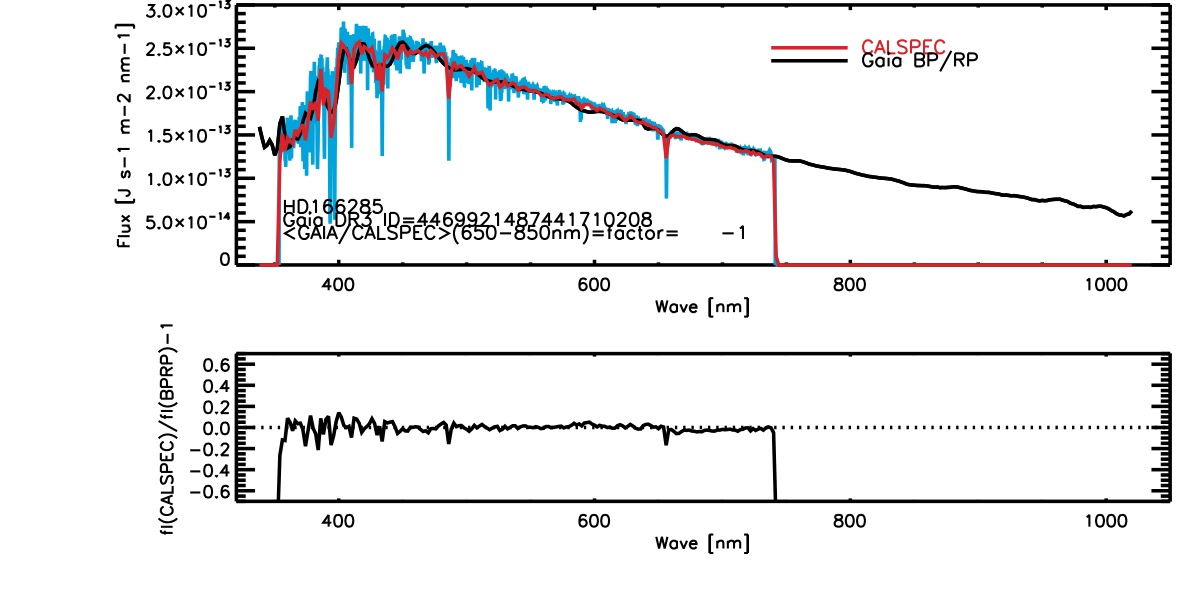 3.0×10−13
2.5×10−13
2.0×10−13
1.5×10−13
1.0×10−13
5.0×10−14
0
Flux [J s−1 m−2 nm−1]
CALSPEC
Gaia BP/RP
HD166285
Gaia DR3 ID=4469921487441710208
<GAIA/CALSPEC>(650−850nm)=factor= −1
400 600 800 1000
Wave [nm]
fl(CALSPEC)/fl(BPRP)−1
0.6
0.4
0.2
0.0
−0.2
−0.4
−0.6
400 600 800 1000
Wave [nm]